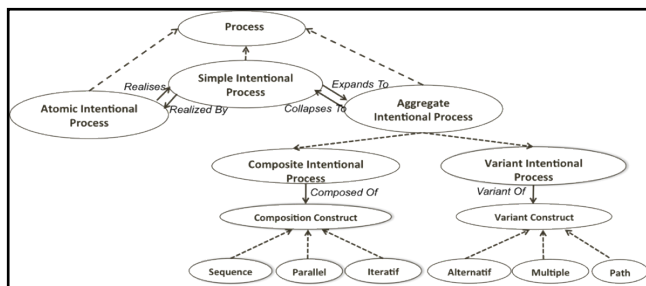 Process
Simple Intentional
Process
Realises
Realized By
Expands To
Collapses To
Atomic Intentional
Process
Aggregate
Intentional Process
Composite Intentional
Process
Variant Intentional
Process
Composed Of
Variant Of
Composition Construct
Variant Construct
Sequence
Parallel
Iteratif
Alternatif
Multiple
Path